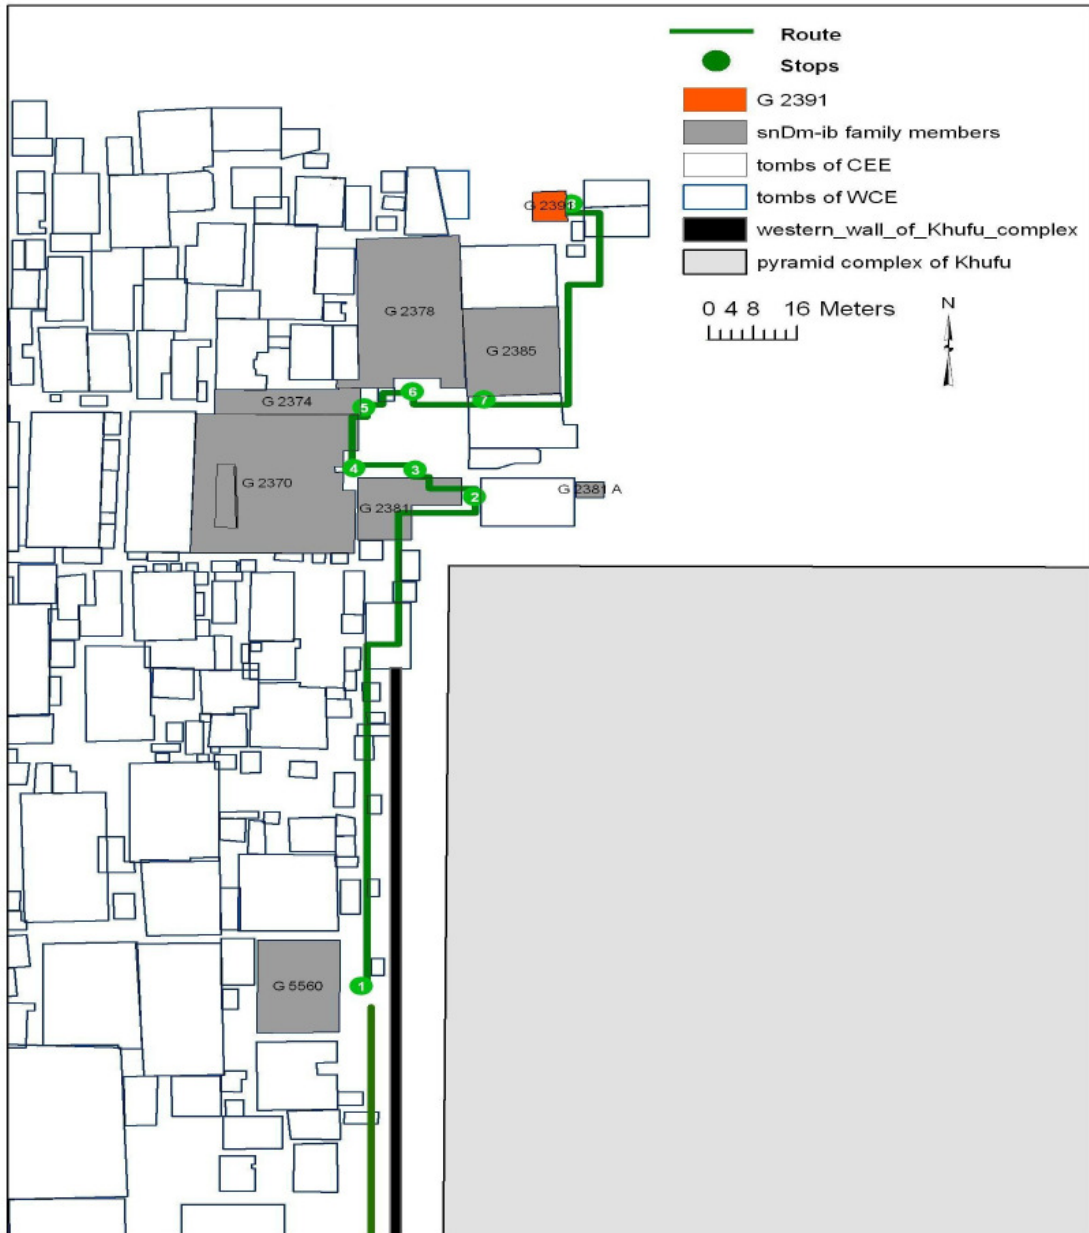 Route
Stops
G 2391
snDm-ib family members
tombs of CEE
tombs of WCE
western_wall_of_Khufu_complex
pyramid complex of Khufu
0 4 8 16 Meters
N
G 2391
G 2378
G 2385
6
7
G 2374
5
4
3
G 2370
G 2381
2
G 2381 A
G 5560
1